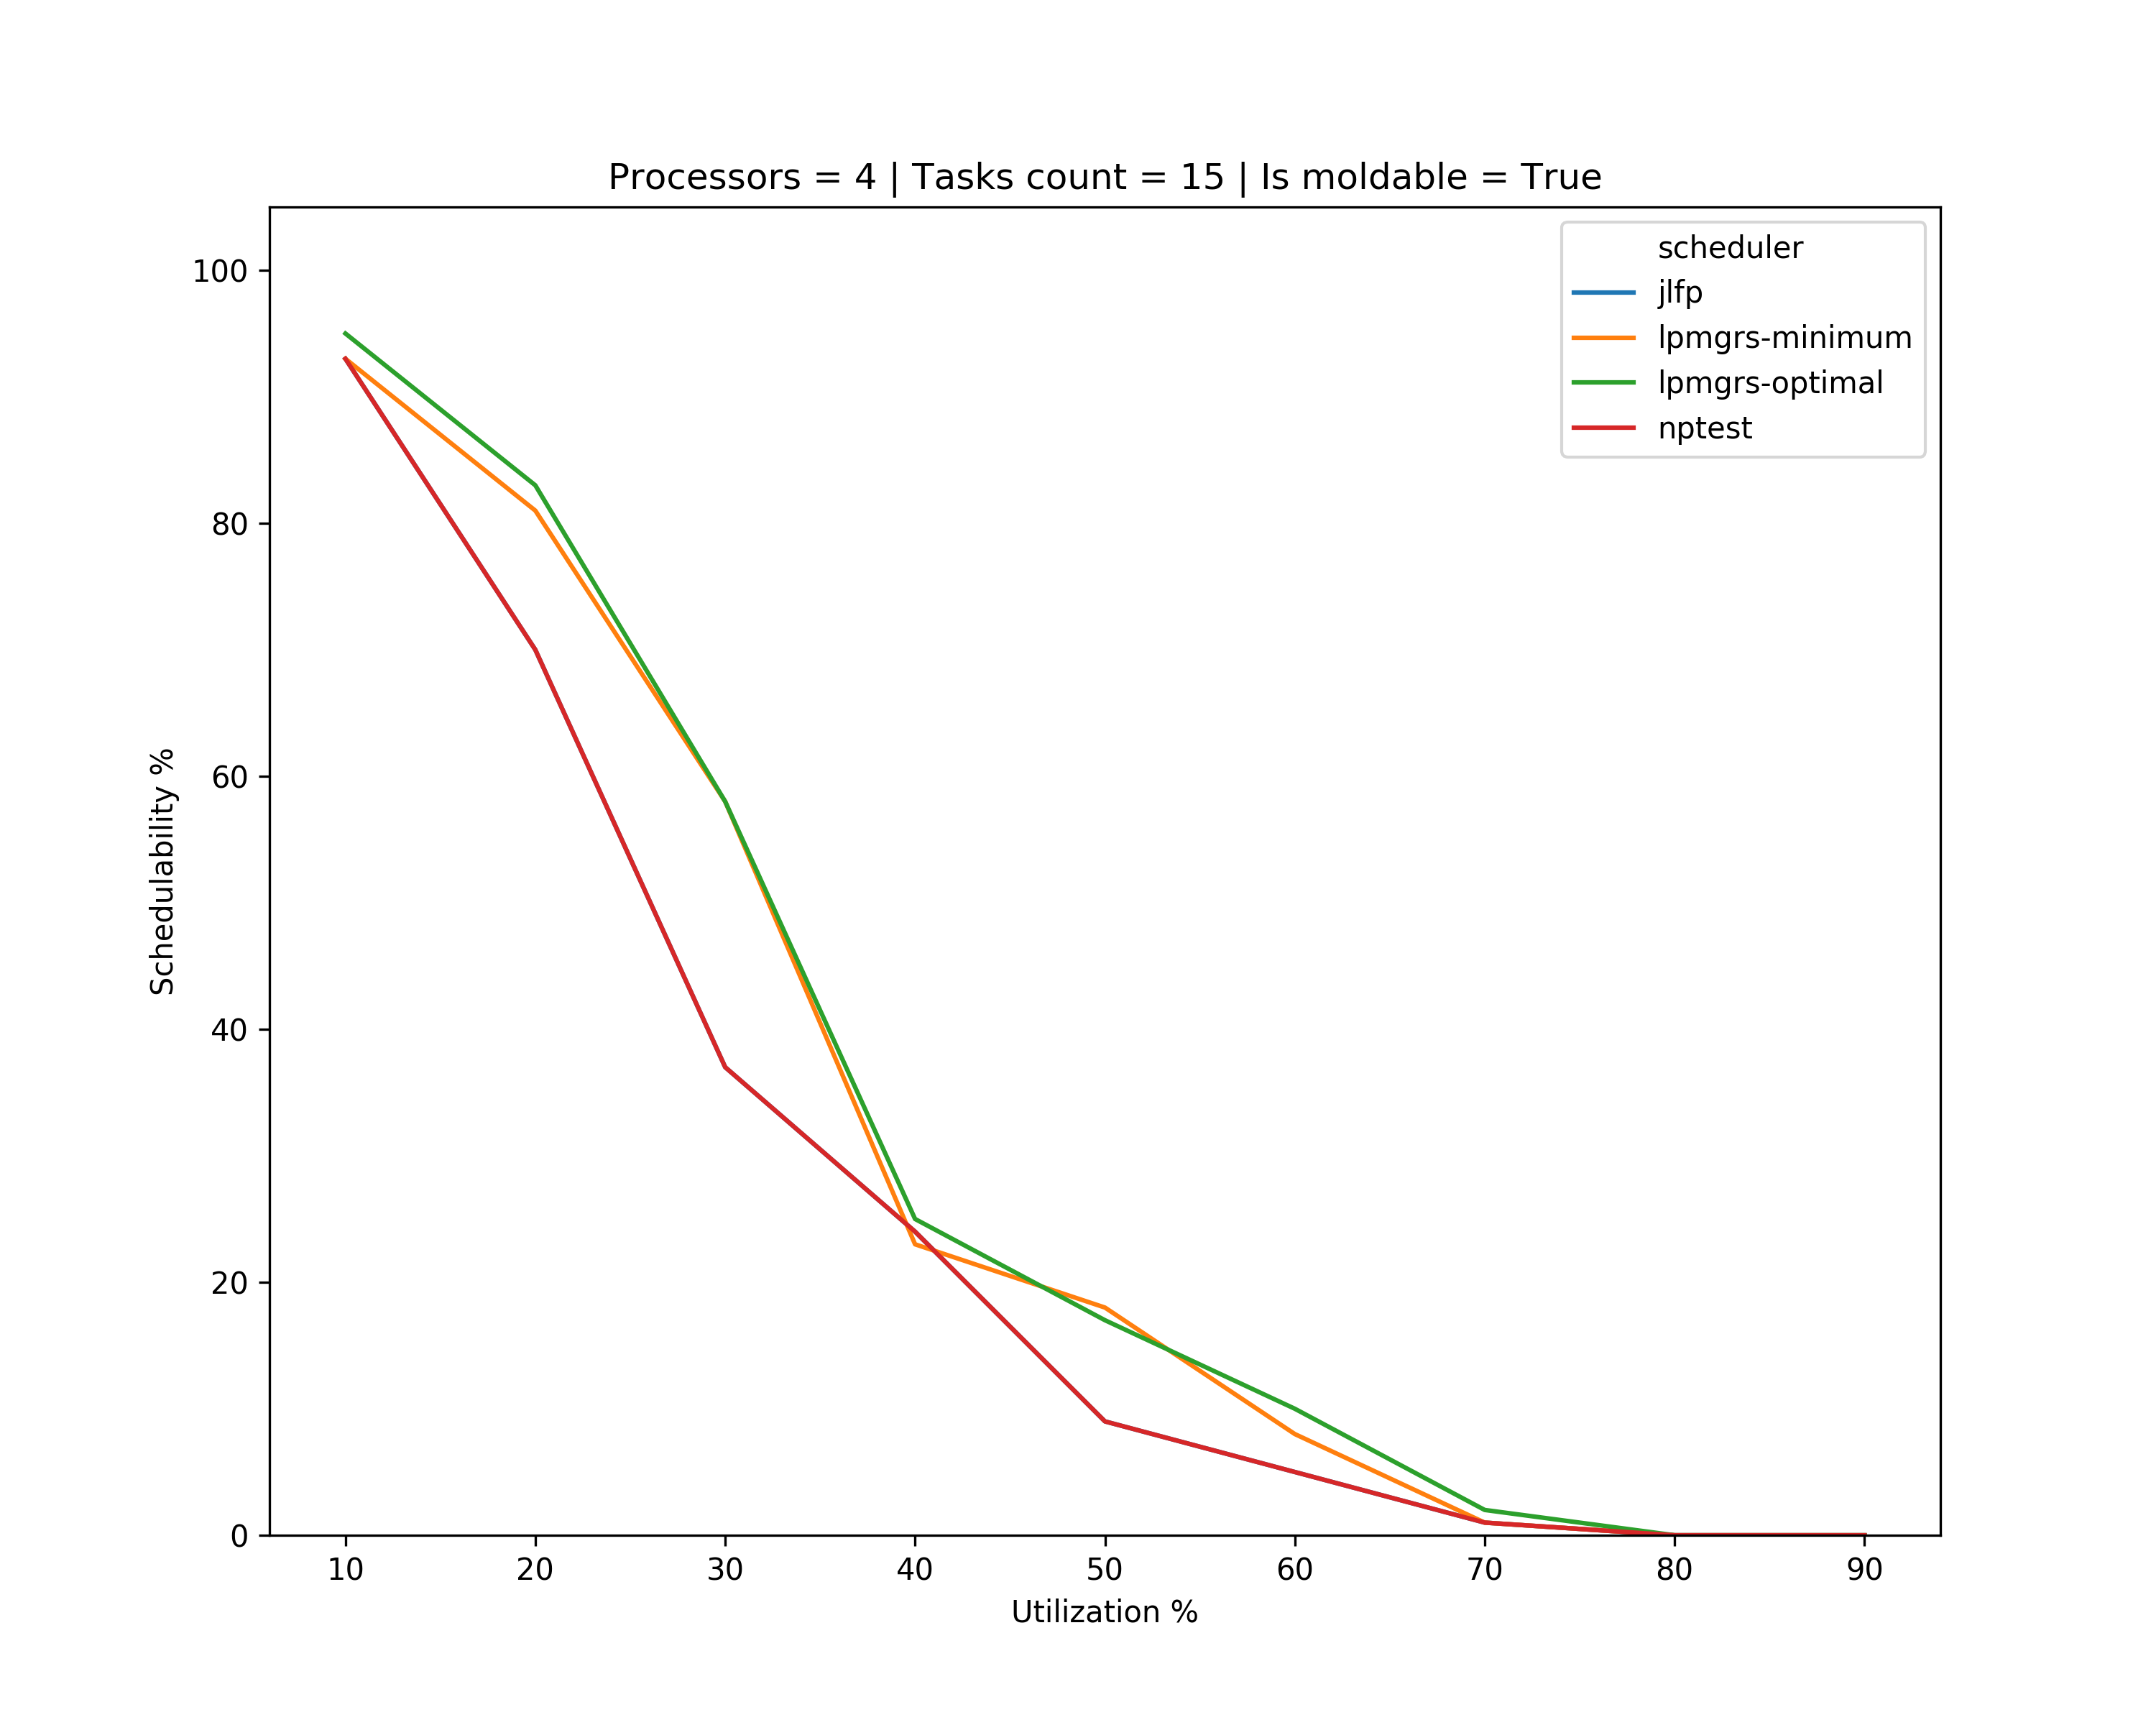 Processors = 4 | Tasks count = 15 | Is moldable = True
scheduler
jlfp
lpmgrs-minimum
lpmgrs-optimal
nptest
Schedulability %
100
80
60
40
20
0
10 20 30 40 50 60 70 80 90
Utilization %